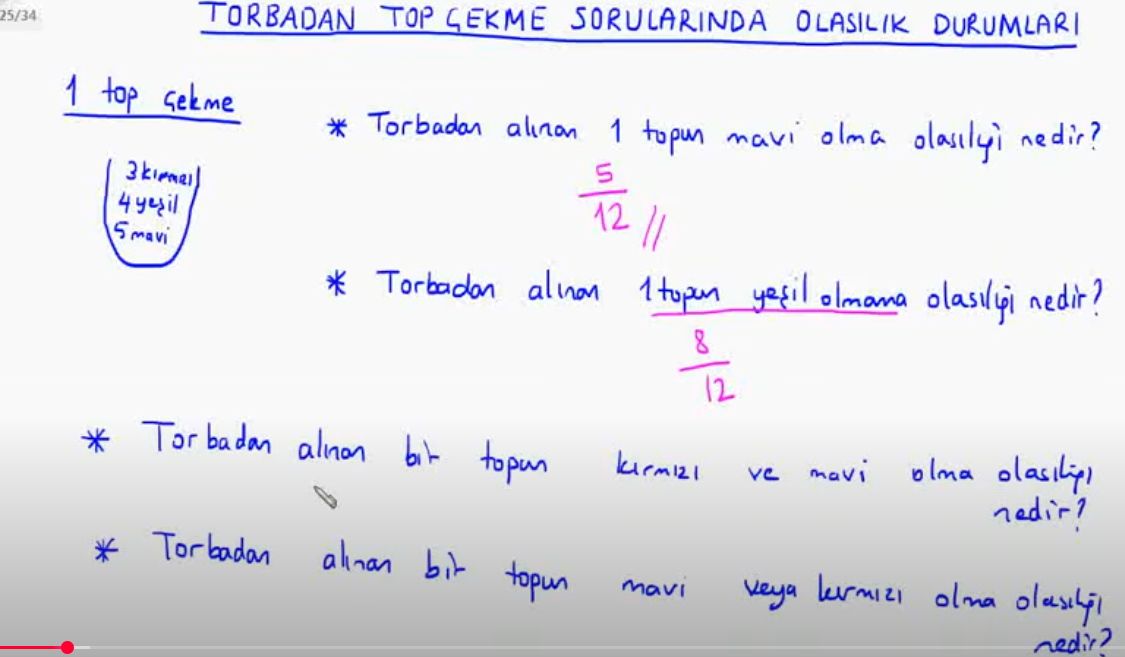 25/34
TORBADAN TOP ÇEKME SORULARINDA OLASILIK DURUMLARI
1 top çekme
3 kırmızı
4 yeşil
5 mavi
* Torbadan alınan 1 topun mavi olma olasılığı nedir?
5
12 //
* Torbadan alınan 1 topun yeşil olmama olasılığı nedir?
8
12
* Torbadan alınan bir topun kırmızı ve mavi olma olasılığı
nedir?
* Torbadan alınan bir topun mavi veya kırmızı olma olasılığı
nedir?